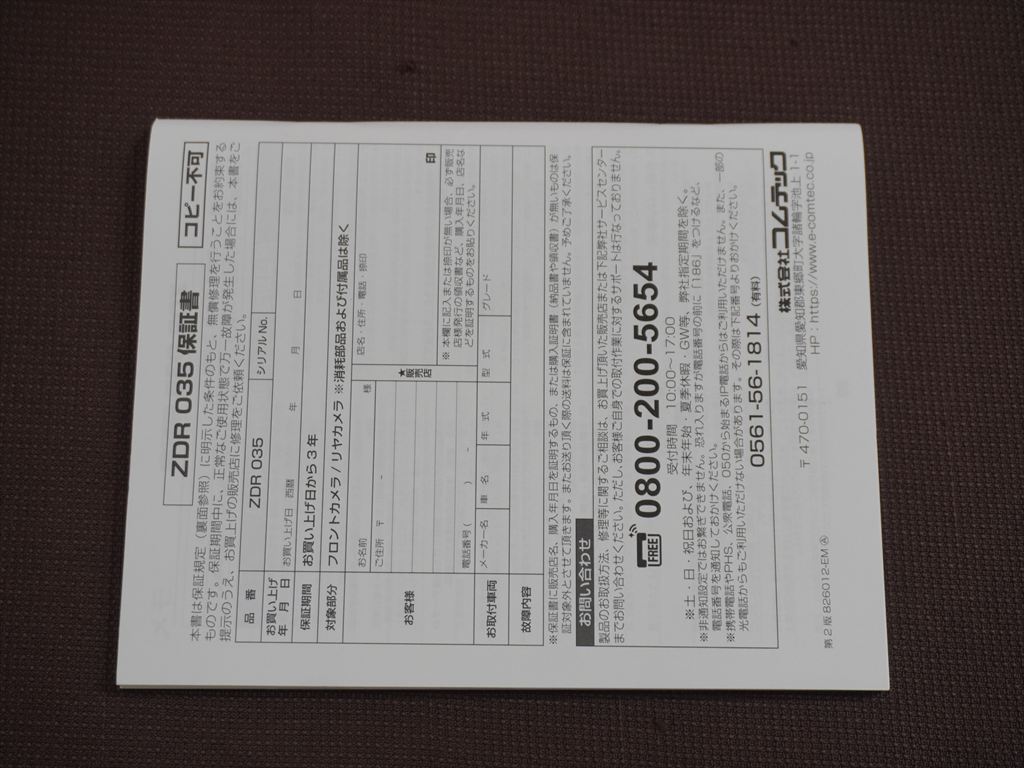 ZDR 035 保証書
コピー不可
本書は保証規定（裏面参照）に明示した条件のもと、無償修理を行うことをお約束する
ものです。保証期間中に、正常なご使用状態で万一故障が発生した場合には、本書をご
提示のうえ、お買上げの販売店に修理をご依頼ください。
品 番 ZDR 035 シリアルNo.
お買い上げ年月日 お買い上げ日 西暦 年 月 日
保証期間 お買い上げ日から３年
対象部分 フロントカメラ / リヤカメラ ※消耗部品および付属品は除く
お客様
お名前 様
ご住所 〒 -
電話番号 ( ) -
★販売店
店名・住所・電話・捺印
印
※ 本欄に記入または捺印が無い場合、必ず販売
店様発行の領収書など、購入年月日、店名な
どを証明するものをお貼りください。
お取付車両 メーカー名 車 名 年 式 型 式 グレード
故障内容
※保証書に販売店名、購入年月日を証明するもの、または購入証明書（納品書や領収書）が無いものは保
証対象外とさせて頂きます。またお送り頂く際の送料は保証に含まれていません。予めご了承ください。
お問い合わせ
製品のお取扱方法、修理等に関するご相談は、お買上げ頂いた販売店または下記弊社サービスセンター
までお問い合わせください。ただし、お客様ご自身での取付作業に対するサポートは行なっておりません。
FREE 0800-200-5654
受付時間 10:00〜17:00
※土・日・祝日および、年末年始・夏季休暇・GW等、弊社指定期間を除く。
※非通知設定ではお繋ぎできません。恐れ入りますが電話番号の前に「186」をつけるなど、
電話番号を通知しておかけください。
※携帯電話やPHS、公衆電話、050から始まるIP電話からはご利用いただけません。また、一部の
光電話からもご利用いただけない場合があります。その際は下記番号よりおかけください。
0561-56-1814 (有料)
株式会社コムテック
〒 470-0151 愛知県愛知郡東郷町大字諸輪字池上 1-1
HP : https://www.e-comtec.co.jp
第 2 版 826012-EM Ⓐ